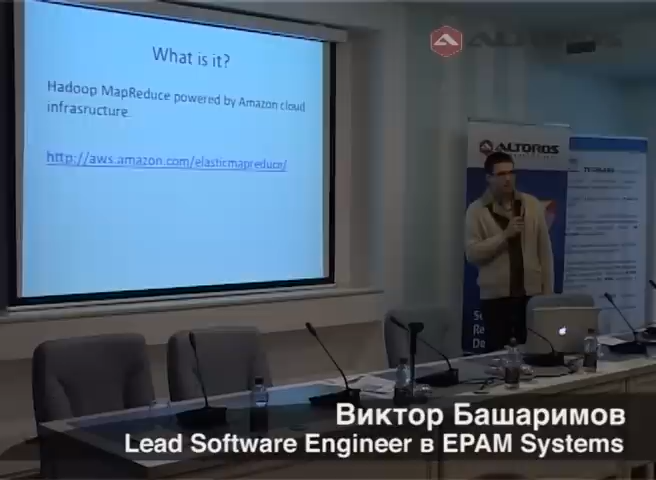 What is it?
Hadoop MapReduce powered by Amazon cloud
infrasructure.
http://aws.amazon.com/elasticmapreduce/
ALTOROS
ALTOROS
Виктор Башаримов
Lead Software Engineer в EPAM Systems